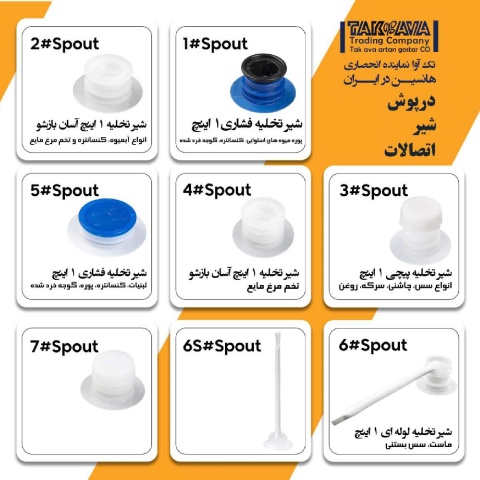 TAKAVA
Trading Company
Tak ava artan gostar CO
تک آوا نماینده انحصاری
هانسین در ایران
درپوش
شیر
اتصالات
1#Spout
شیر تخلیه فشاری ۱ اینچ
پوره میوه های استوایی، کنسانتره، گوجه خرد شده
2#Spout
شیر تخلیه ۱ اینچ آسان بازشو
انواع آبمیوه، کنسانتره و تخم مرغ مایع
3#Spout
شیر تخلیه پیچی ۱ اینچ
انواع سس، چاشنی، سرکه، روغن
4#Spout
شیر تخلیه ۱ اینچ آسان بازشو
تخم مرغ مایع
5#Spout
شیر تخلیه فشاری ۱ اینچ
لبنیات، کنسانتره، پوره، گوجه خرد شده
6#Spout
شیر تخلیه لوله ای ۱ اینچ
ماست، سس بستنی
6S#Spout
7#Spout